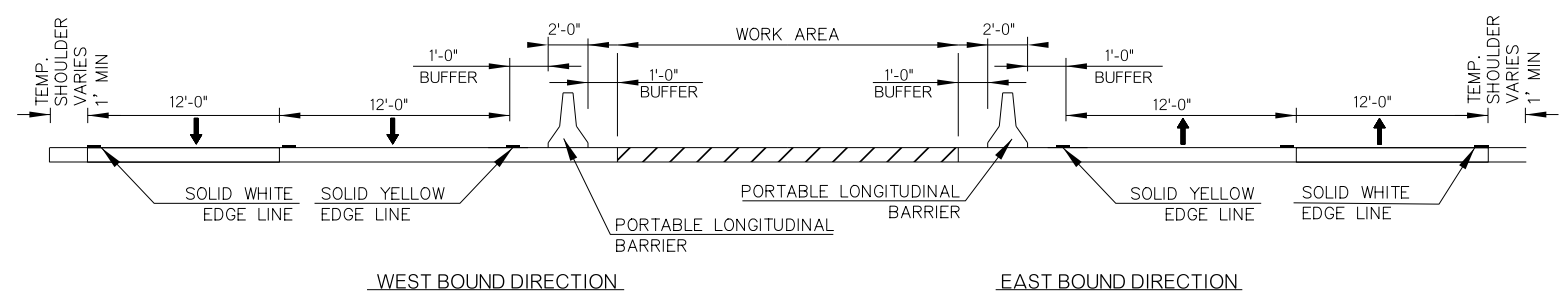 TEMP.
SHOULDER
VARIES
1' MIN
12'-0"
12'-0"
1'-0"
BUFFER
2'-0"
1'-0"
BUFFER
WORK AREA
1'-0"
BUFFER
2'-0"
1'-0"
BUFFER
12'-0"
12'-0"
TEMP.
SHOULDER
VARIES
1' MIN
SOLID WHITE
EDGE LINE
SOLID YELLOW
EDGE LINE
PORTABLE LONGITUDINAL
BARRIER
PORTABLE LONGITUDINAL
BARRIER
SOLID YELLOW
EDGE LINE
SOLID WHITE
EDGE LINE
WEST BOUND DIRECTION
EAST BOUND DIRECTION